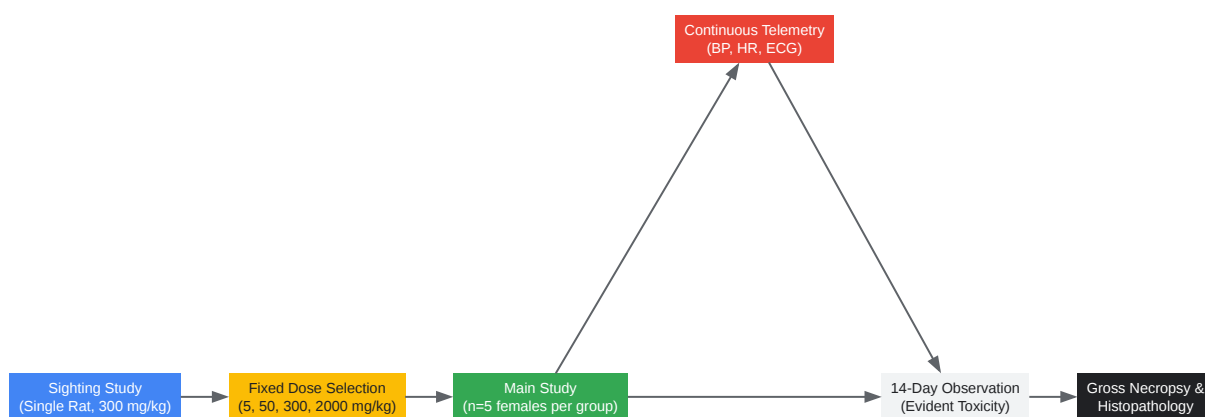 Continuous Telemetry
(BP, HR, ECG)
Sighting Study
(Single Rat, 300 mg/kg)
Fixed Dose Selection
(5, 50, 300, 2000 mg/kg)
Main Study
(n=5 females per group)
14-Day Observation
(Evident Toxicity)
Gross Necropsy &
Histopathology